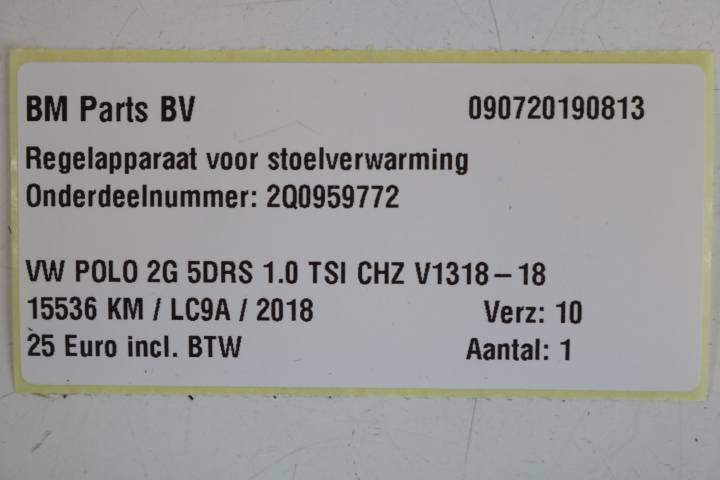 BM Parts BV 090720190813
Regelapparaat voor stoelverwarming
Onderdeelnummer: 2Q0959772
VW POLO 2G 5DRS 1.0 TSI CHZ V1318-18
15536 KM / LC9A / 2018 Verz: 10
25 Euro incl. BTW Aantal: 1